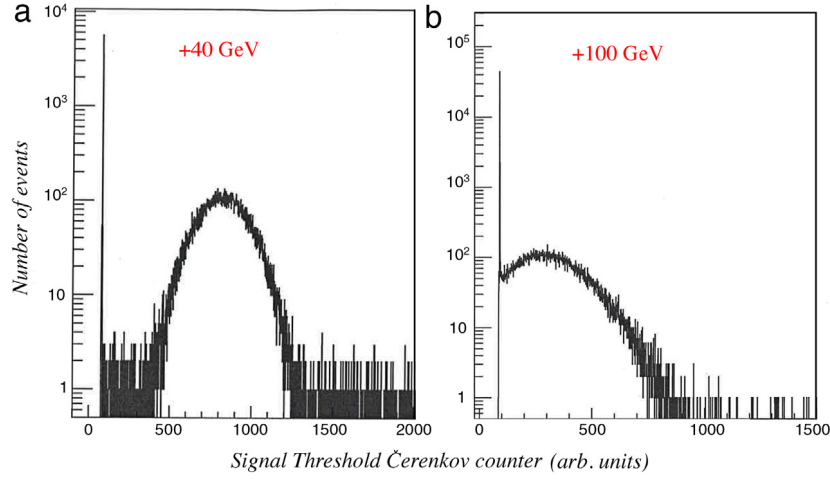 a
+40 GeV
10^4
10^3
10^2
10
1
0 500 1000 1500 2000
b
+100 GeV
10^5
10^4
10^3
10^2
10
1
0 500 1000 1500
Number of events
Signal Threshold Čerenkov counter (arb. units)